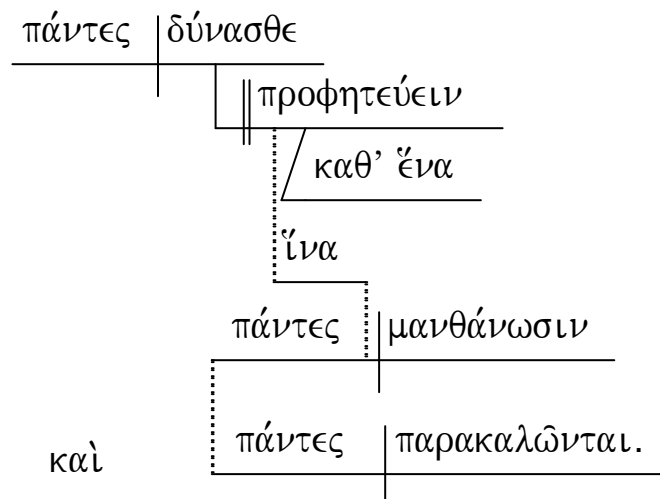 πάντες δύνασθε
προφητεύειν
καθ’ ἕνα
ἵνα
πάντες μανθάνωσιν
καὶ πάντες παρακαλῶνται.